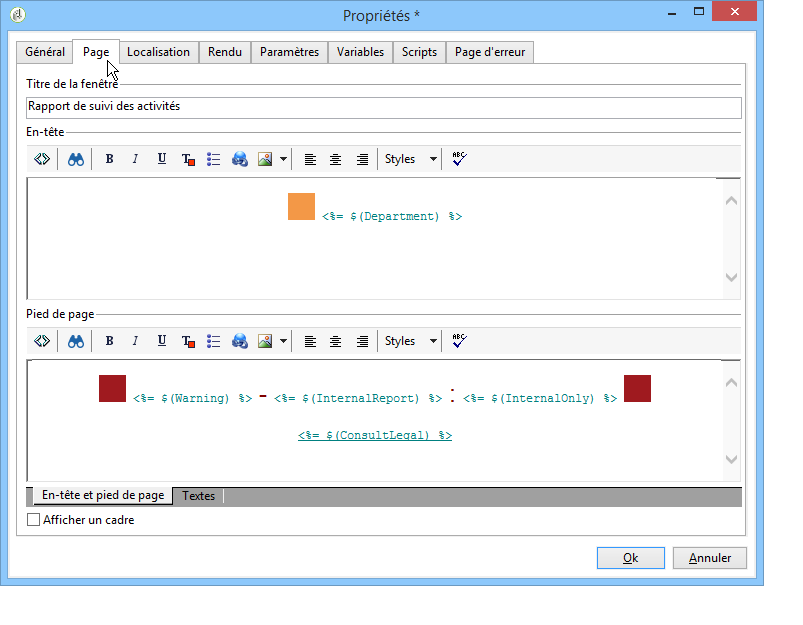 Propriétés *
Général Page Localisation Rendu Paramètres Variables Scripts Page d'erreur
Titre de la fenêtre
Rapport de suivi des activités
En-tête
B I U T Styles ABC
<%= $(Department) %>
Pied de page
B I U T Styles ABC
<%= $(Warning) %> - <%= $(InternalReport) %> : <%= $(InternalOnly) %>
<%= $(ConsultLegal) %>
En-tête et pied de page Textes
Afficher un cadre
Ok Annuler